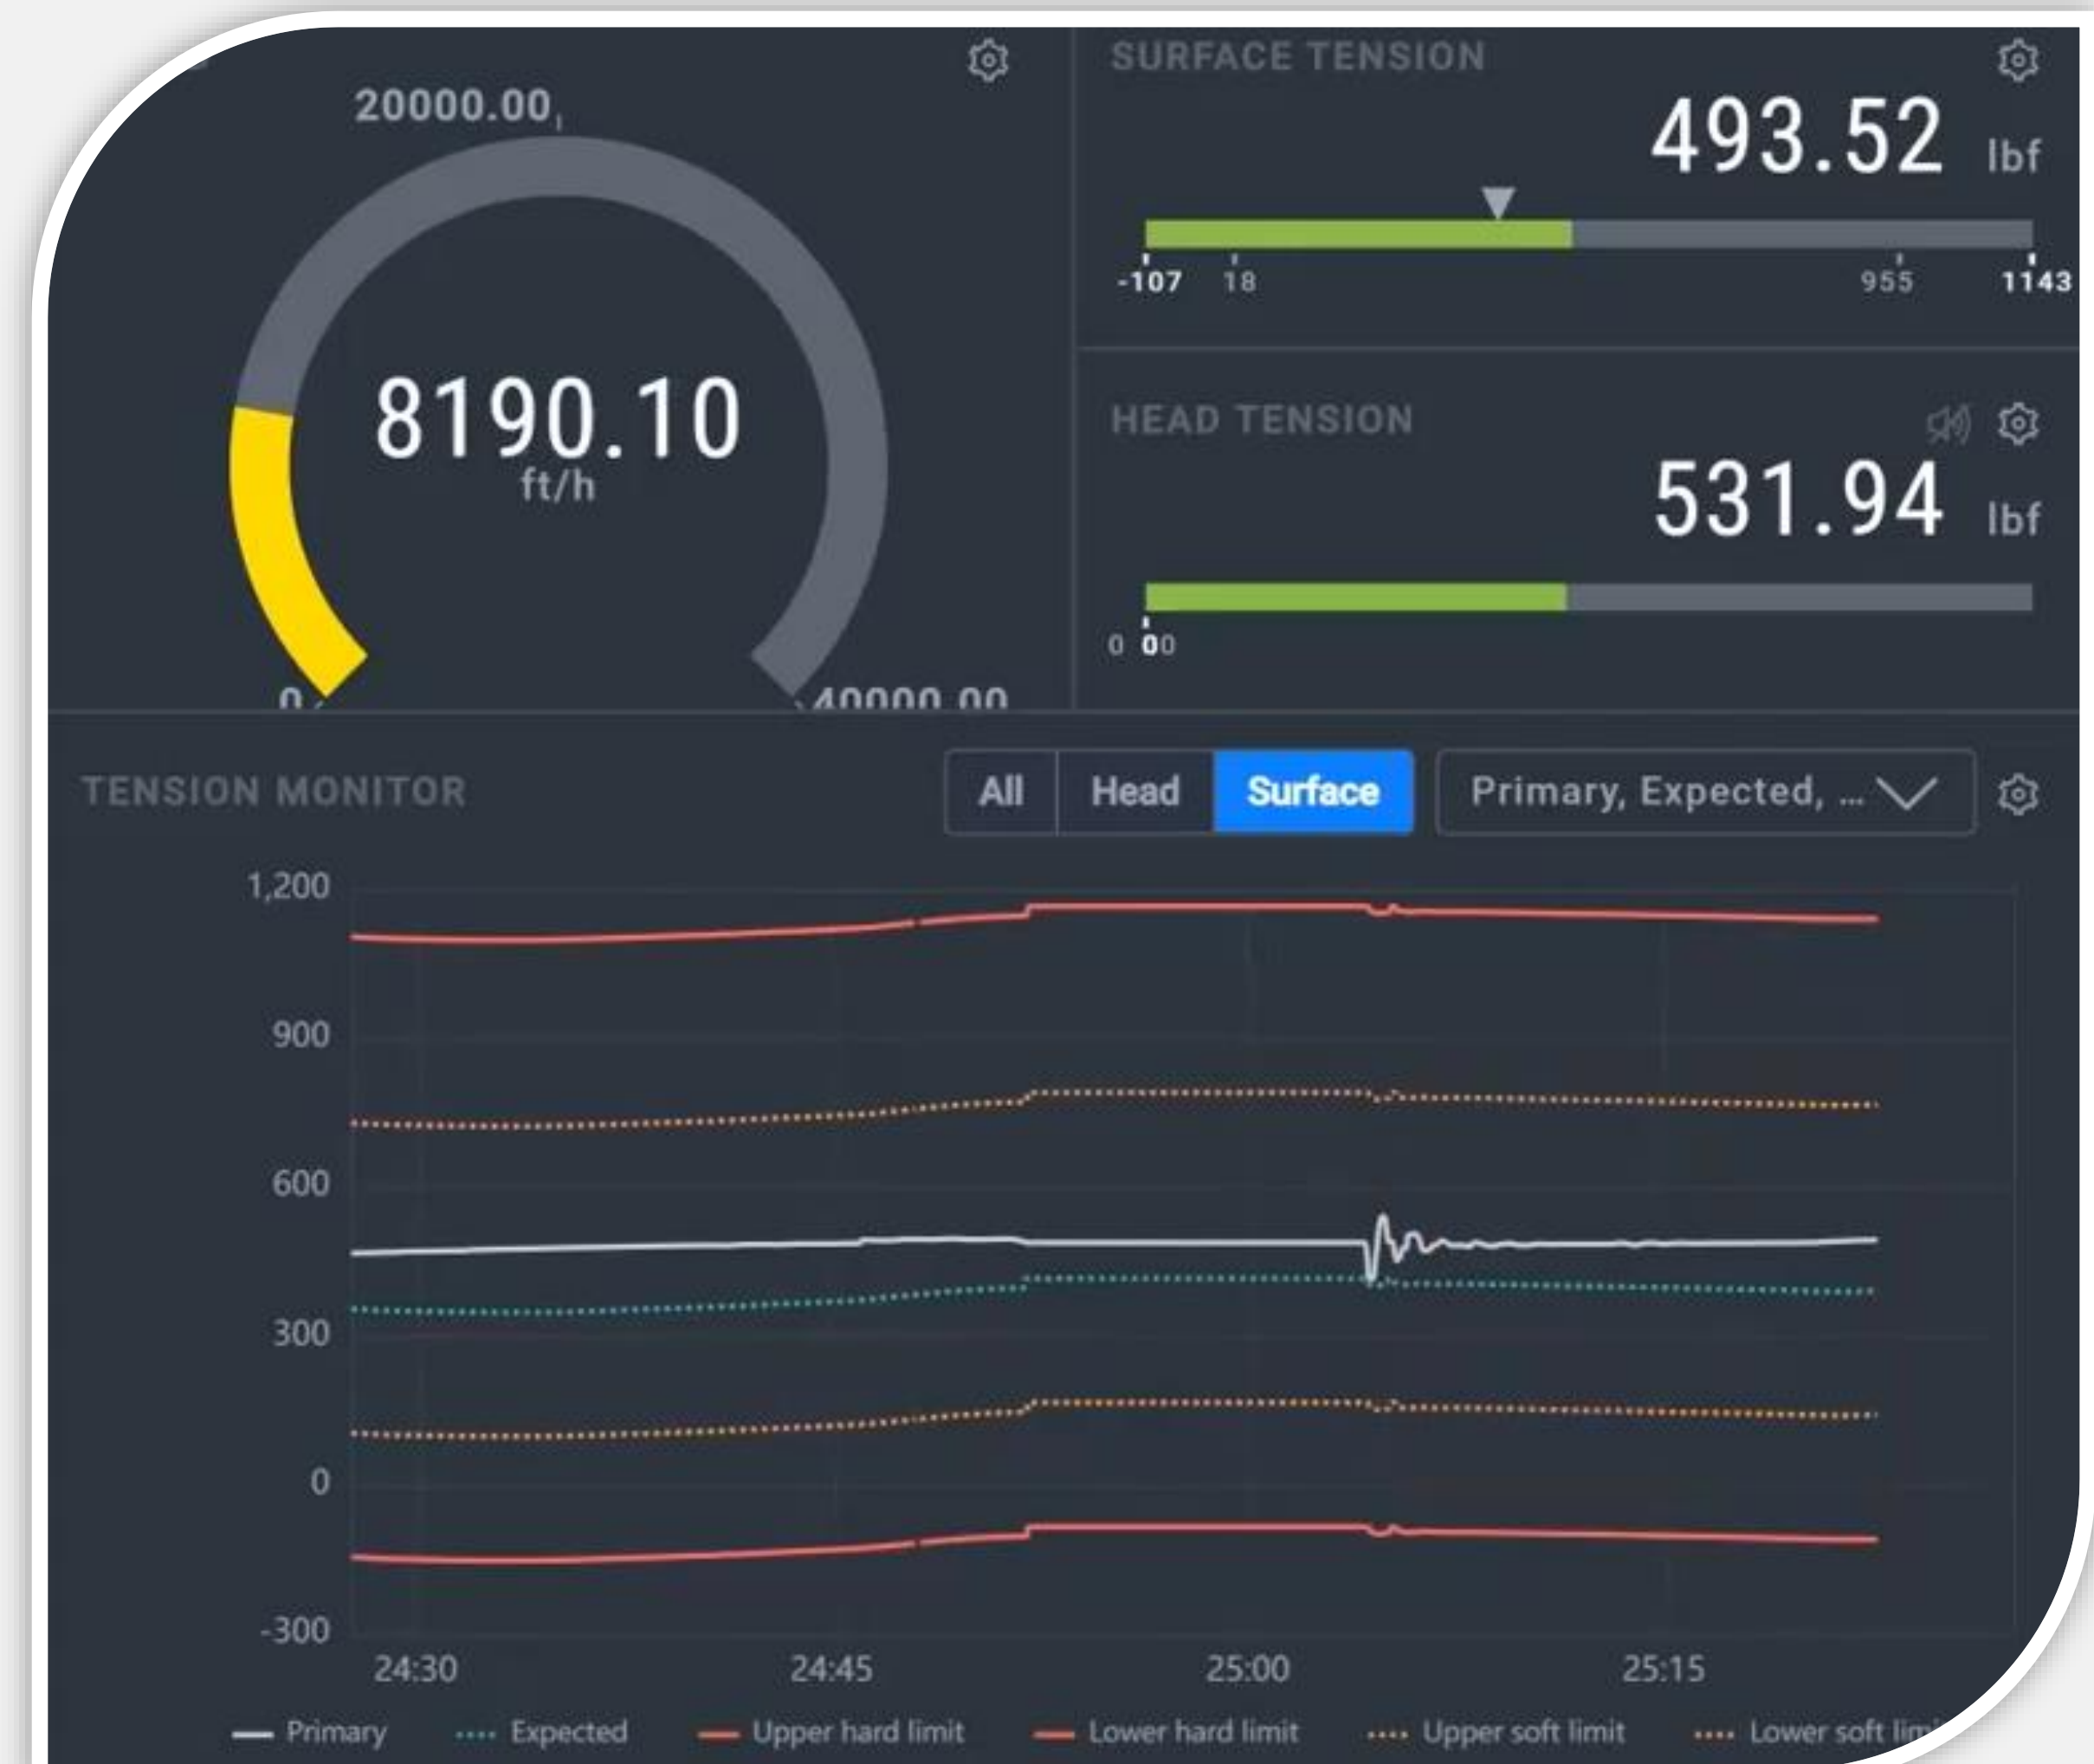 20000.00
8190.10
ft/h
0
40000.00
SURFACE TENSION
493.52 lbf
-107 18 955 1143
HEAD TENSION
531.94 lbf
0 00
TENSION MONITOR
All Head Surface Primary, Expected, ...
1,200
900
600
300
0
-300
24:30 24:45 25:00 25:15
Primary Expected Upper hard limit Lower hard limit Upper soft limit Lower soft